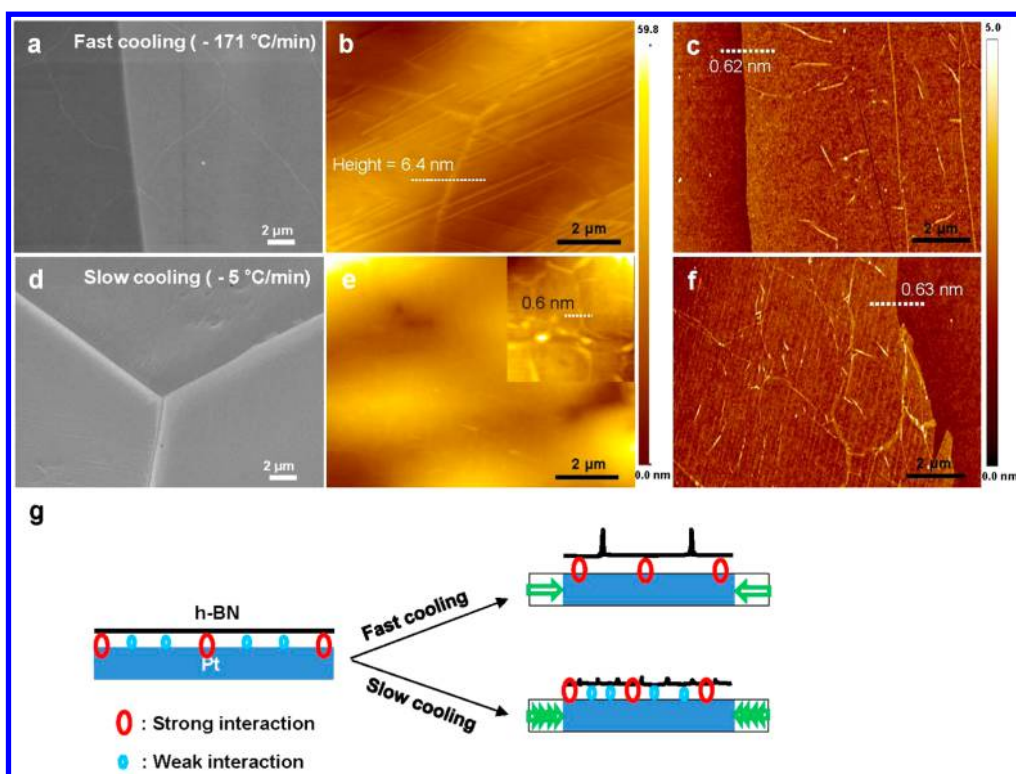 a Fast cooling ( - 171 °C/min)
2 µm
b
Height = 6.4 nm
2 µm
59.8
0.0 nm
c
0.62 nm
2 µm
5.0
0.0 nm
d Slow cooling ( - 5 °C/min)
2 µm
e
0.6 nm
2 µm
f
0.63 nm
2 µm
g
h-BN
Pt
Fast cooling
Slow cooling
: Strong interaction
: Weak interaction